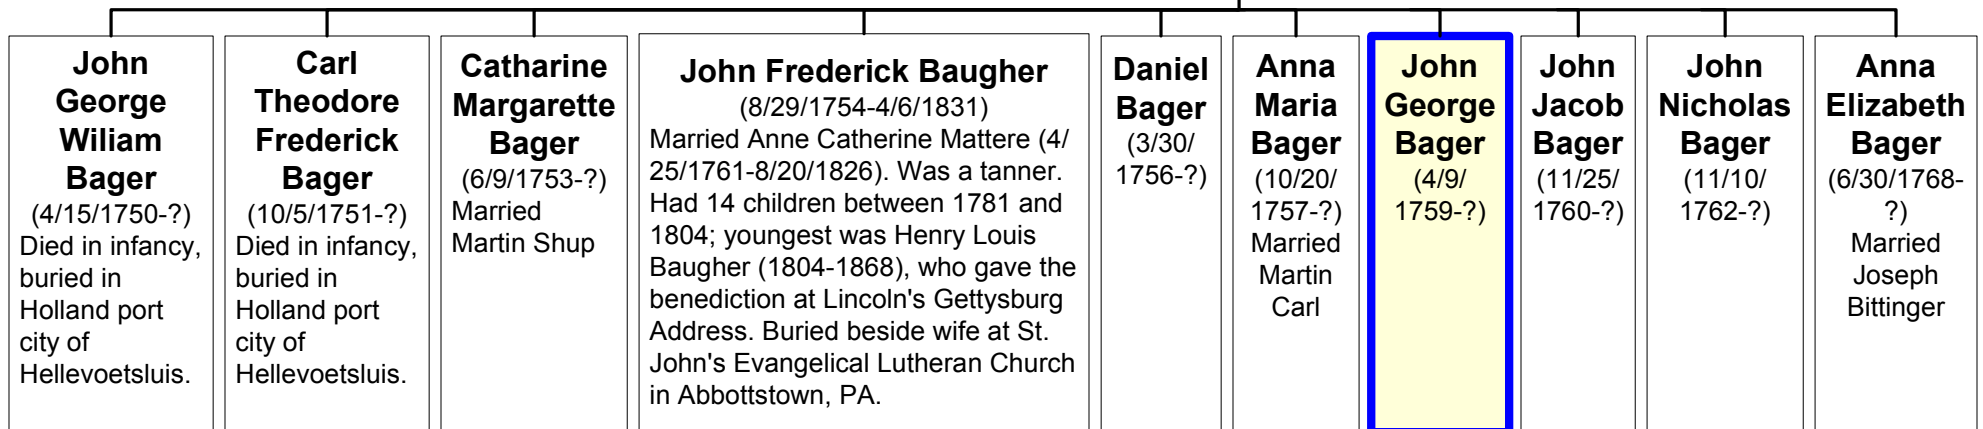 John
George
Wiliam
Bager
(4/15/1750-?)
Died in infancy,
buried in
Holland port
city of
Hellevoetsluis.
Carl
Theodore
Frederick
Bager
(10/5/1751-?)
Died in infancy,
buried in
Holland port
city of
Hellevoetsluis.
Catharine
Margarette
Bager
(6/9/1753-?)
Married
Martin Shup
John Frederick Baugher
(8/29/1754-4/6/1831)
Married Anne Catherine Mattere (4/
25/1761-8/20/1826). Was a tanner.
Had 14 children between 1781 and
1804; youngest was Henry Louis
Baugher (1804-1868), who gave the
benediction at Lincoln's Gettysburg
Address. Buried beside wife at St.
John's Evangelical Lutheran Church
in Abbottstown, PA.
Daniel
Bager
(3/30/
1756-?)
Anna
Maria
Bager
(10/20/
1757-?)
Married
Martin
Carl
John
George
Bager
(4/9/
1759-?)
John
Jacob
Bager
(11/25/
1760-?)
John
Nicholas
Bager
(11/10/
1762-?)
Anna
Elizabeth
Bager
(6/30/1768-
?)
Married
Joseph
Bittinger